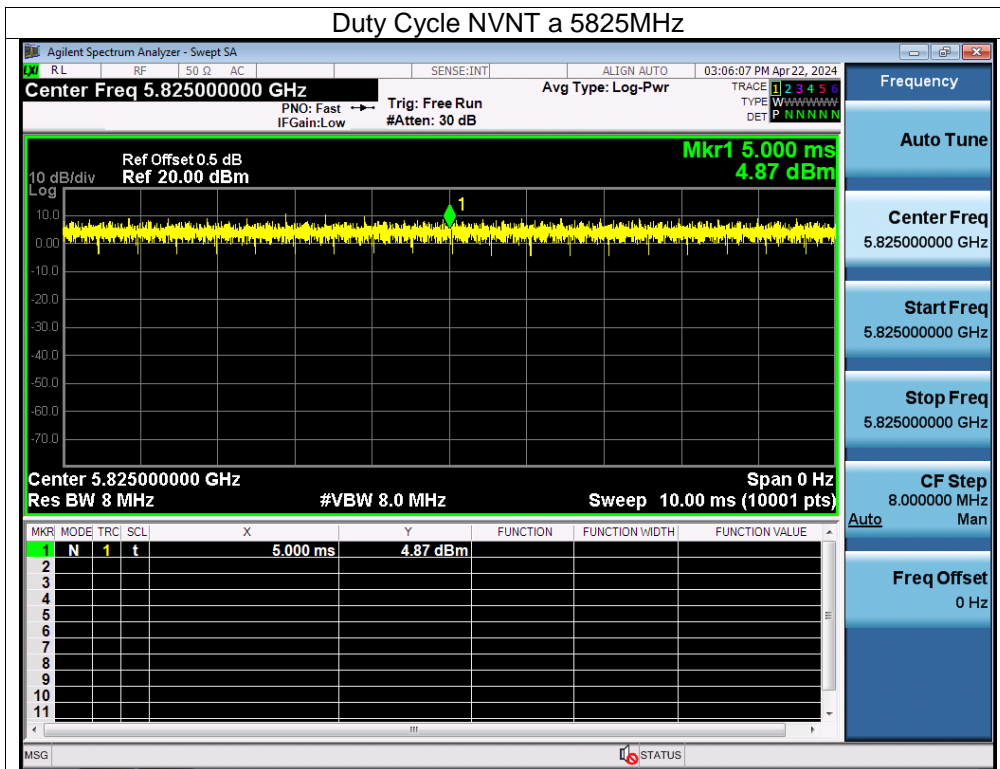 Duty Cycle NVNT a 5825MHz
Agilent Spectrum Analyzer - Swept SA
LXI RL RF 50 Ω AC SENSE:INT ALIGN AUTO 03:06:07 PM Apr 22, 2024
Center Freq 5.825000000 GHz
PNO: Fast
IFGain:Low
Trig: Free Run
#Atten: 30 dB
Avg Type: Log-Pwr
TRACE 1 2 3 4 5 6
TYPE WWWWWW
DET P N N N N N
Mkr1 5.000 ms
4.87 dBm
Ref Offset 0.5 dB
10 dB/div Ref 20.00 dBm
Log
10.0
0.00
-10.0
-20.0
-30.0
-40.0
-50.0
-60.0
-70.0
1
Center 5.825000000 GHz Span 0 Hz
Res BW 8 MHz #VBW 8.0 MHz Sweep 10.00 ms (10001 pts)
MKR MODE TRC SCL X Y FUNCTION FUNCTION WIDTH FUNCTION VALUE
1 N 1 t 5.000 ms 4.87 dBm
2
3
4
5
6
7
8
9
10
11
MSG STATUS
Frequency
Auto Tune
Center Freq
5.825000000 GHz
Start Freq
5.825000000 GHz
Stop Freq
5.825000000 GHz
CF Step
8.000000 MHz
Auto Man
Freq Offset
0 Hz